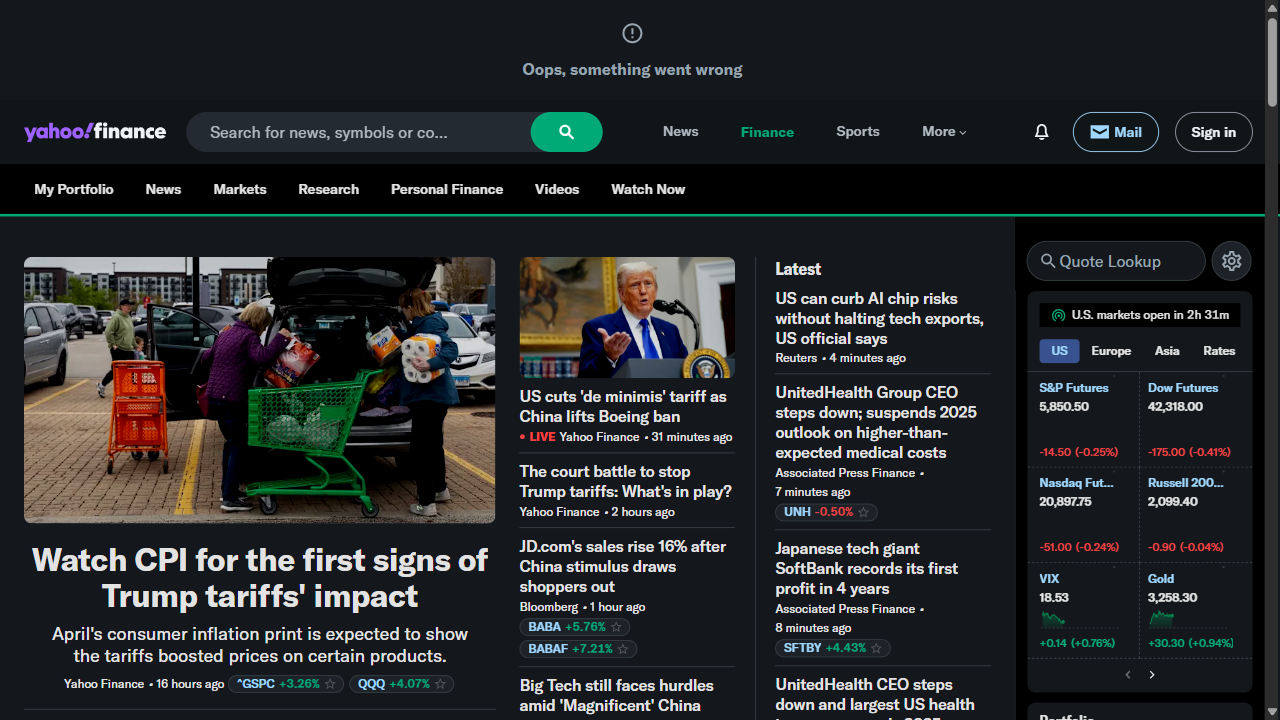 Oops, something went wrong
yahoo!finance
Search for news, symbols or co...
News
Finance
Sports
More
Mail
Sign in
My Portfolio
News
Markets
Research
Personal Finance
Videos
Watch Now
Watch CPI for the first signs of
Trump tariffs' impact
April's consumer inflation print is expected to show
the tariffs boosted prices on certain products.
Yahoo Finance • 16 hours ago
^GSPC +3.26%
QQQ +4.07%
US cuts 'de minimis' tariff as
China lifts Boeing ban
• LIVE Yahoo Finance • 31 minutes ago
The court battle to stop
Trump tariffs: What's in play?
Yahoo Finance • 2 hours ago
JD.com's sales rise 16% after
China stimulus draws
shoppers out
Bloomberg • 1 hour ago
BABA +5.76%
BABAF +7.21%
Big Tech still faces hurdles
amid 'Magnificent' China
Latest
US can curb AI chip risks
without halting tech exports,
US official says
Reuters • 4 minutes ago
UnitedHealth Group CEO
steps down; suspends 2025
outlook on higher-than-
expected medical costs
Associated Press Finance •
7 minutes ago
UNH -0.50%
Japanese tech giant
SoftBank records its first
profit in 4 years
Associated Press Finance •
8 minutes ago
SFTBY +4.43%
UnitedHealth CEO steps
down and largest US health
Quote Lookup
U.S. markets open in 2h 31m
US
Europe
Asia
Rates
S&P Futures
5,850.50
-14.50 (-0.25%)
Dow Futures
42,318.00
-175.00 (-0.41%)
Nasdaq Fut...
20,897.75
-51.00 (-0.24%)
Russell 200...
2,099.40
-0.90 (-0.04%)
VIX
18.53
+0.14 (+0.76%)
Gold
3,258.30
+30.30 (+0.94%)
Portfolio